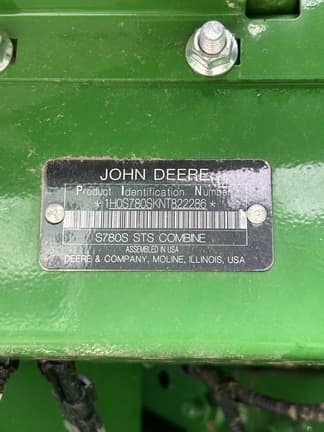 JOHN DEERE
Product Identification Number
*1H0S780SKNT822286*
S780S STS COMBINE
ASSEMBLED IN USA
DEERE & COMPANY, MOLINE, ILLINOIS, USA